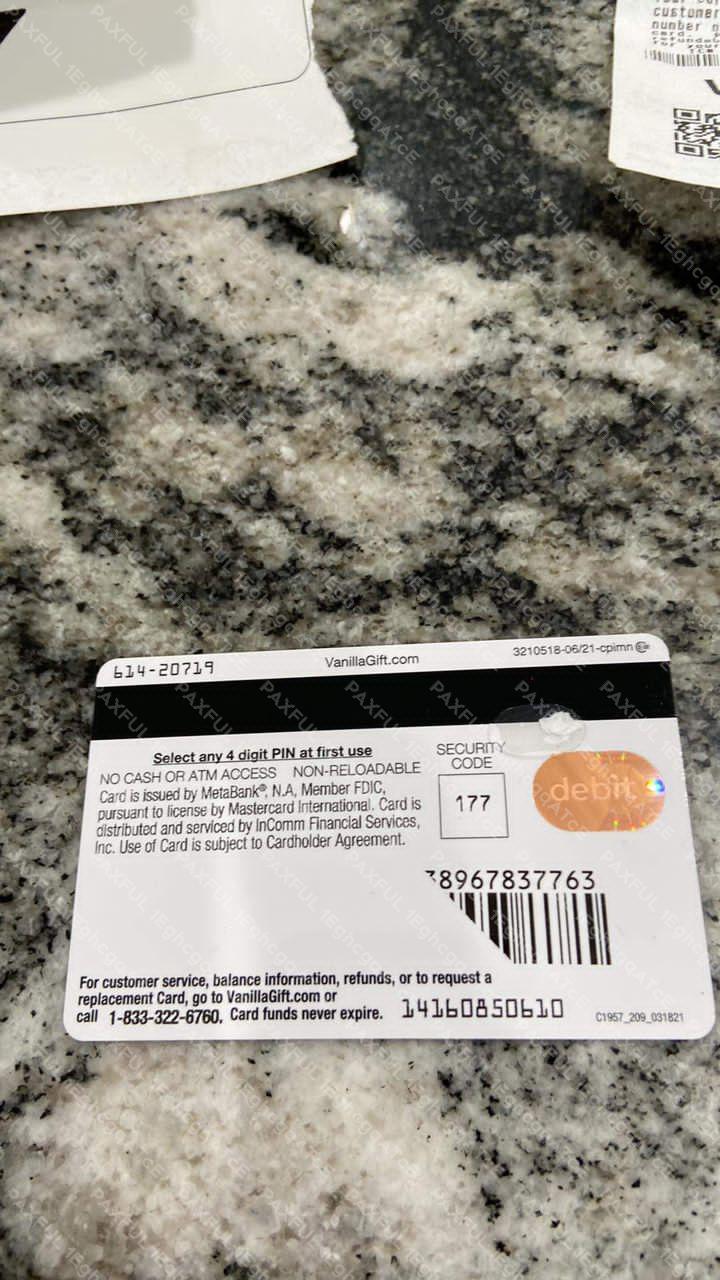 customer
number
614-20719
VanillaGift.com
3210518-06/21-cpimn
Select any 4 digit PIN at first use
NO CASH OR ATM ACCESS NON-RELOADABLE
Card is issued by MetaBank®, N.A, Member FDIC,
pursuant to license by Mastercard International. Card is
distributed and serviced by InComm Financial Services,
Inc. Use of Card is subject to Cardholder Agreement.
SECURITY
CODE
177
debit
8967837763
For customer service, balance information, refunds, or to request a
replacement Card, go to VanillaGift.com or
call 1-833-322-6760. Card funds never expire.
14160850610
C1957_209_031821
PAXFUL